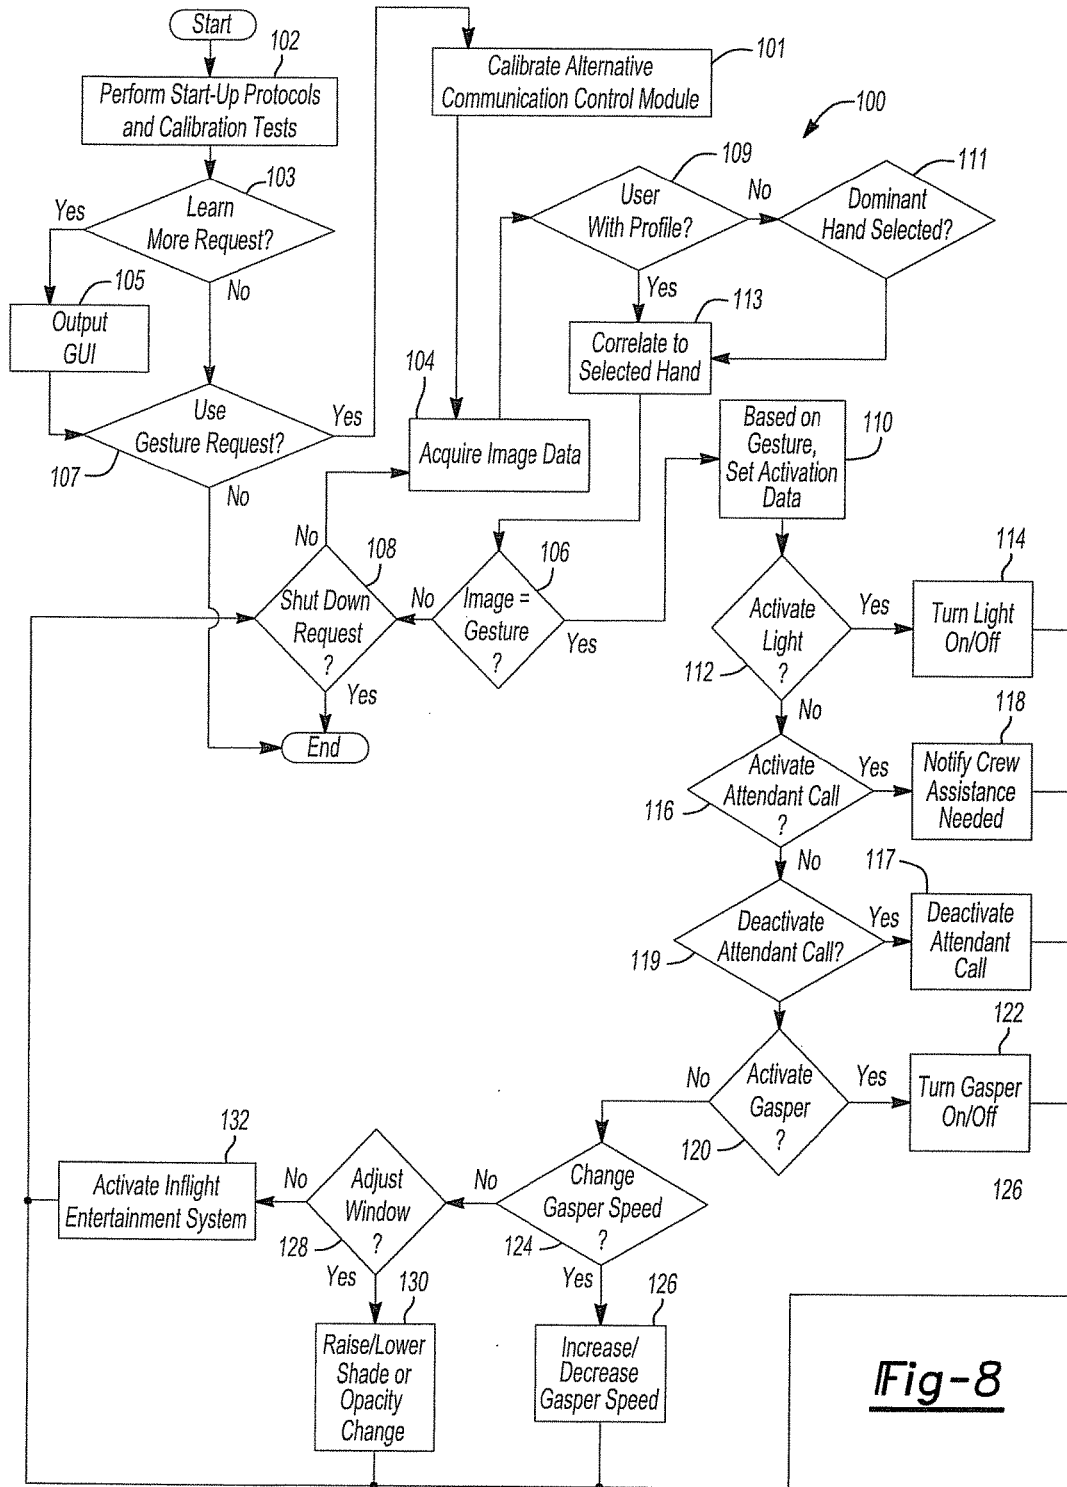 Start
102
Perform Start-Up Protocols
and Calibration Tests
101
Calibrate Alternative
Communication Control Module
100
103
Learn
More Request?
Yes
No
105
Output
GUI
107
Use
Gesture Request?
Yes
No
109
User
With Profile?
No
Yes
111
Dominant
Hand Selected?
113
Correlate to
Selected Hand
104
Acquire Image Data
110
Based on
Gesture,
Set Activation
Data
108
Shut Down
Request
?
No
Yes
106
Image =
Gesture
?
No
Yes
End
112
Activate
Light
?
Yes
No
114
Turn Light
On/Off
116
Activate
Attendant Call
?
Yes
No
118
Notify Crew
Assistance
Needed
119
Deactivate
Attendant Call?
Yes
117
Deactivate
Attendant
Call
120
Activate
Gasper
?
No
Yes
122
Turn Gasper
On/Off
126
124
Change
Gasper Speed
?
No
Yes
126
Increase/
Decrease
Gasper Speed
128
Adjust
Window
?
No
Yes
130
Raise/Lower
Shade or
Opacity
Change
132
Activate Inflight
Entertainment System
Fig-8